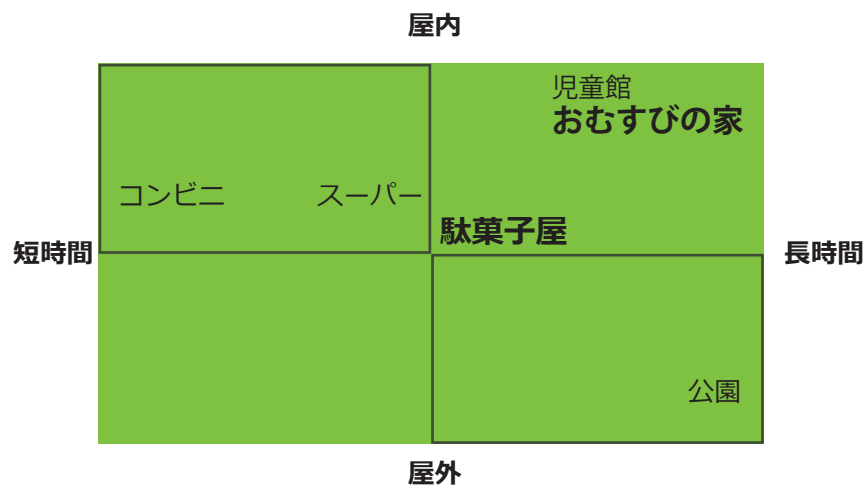 屋内
児童館
おむすびの家
コンビニ
スーパー
駄菓子屋
短時間
長時間
公園
屋外